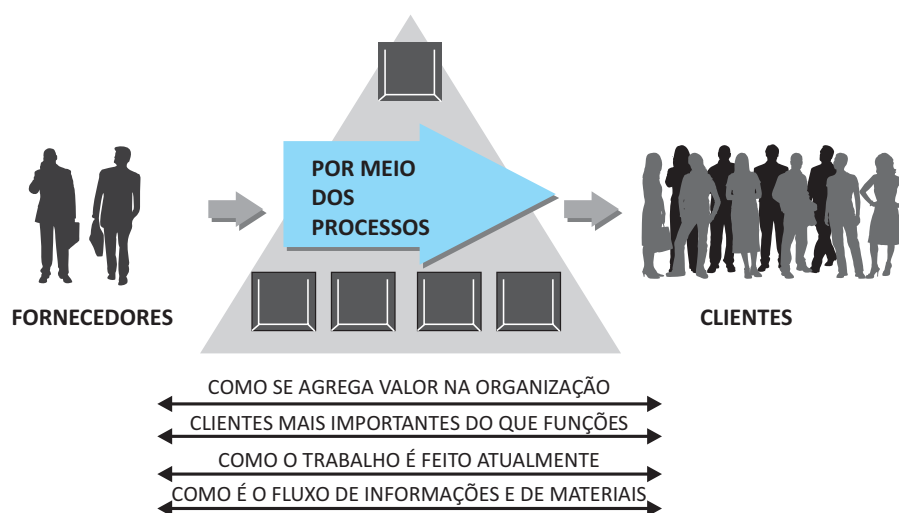 POR MEIO
DOS
PROCESSOS
FORNECEDORES
CLIENTES
COMO SE AGREGA VALOR NA ORGANIZAÇÃO
CLIENTES MAIS IMPORTANTES DO QUE FUNÇÕES
COMO O TRABALHO É FEITO ATUALMENTE
COMO É O FLUXO DE INFORMAÇÕES E DE MATERIAIS